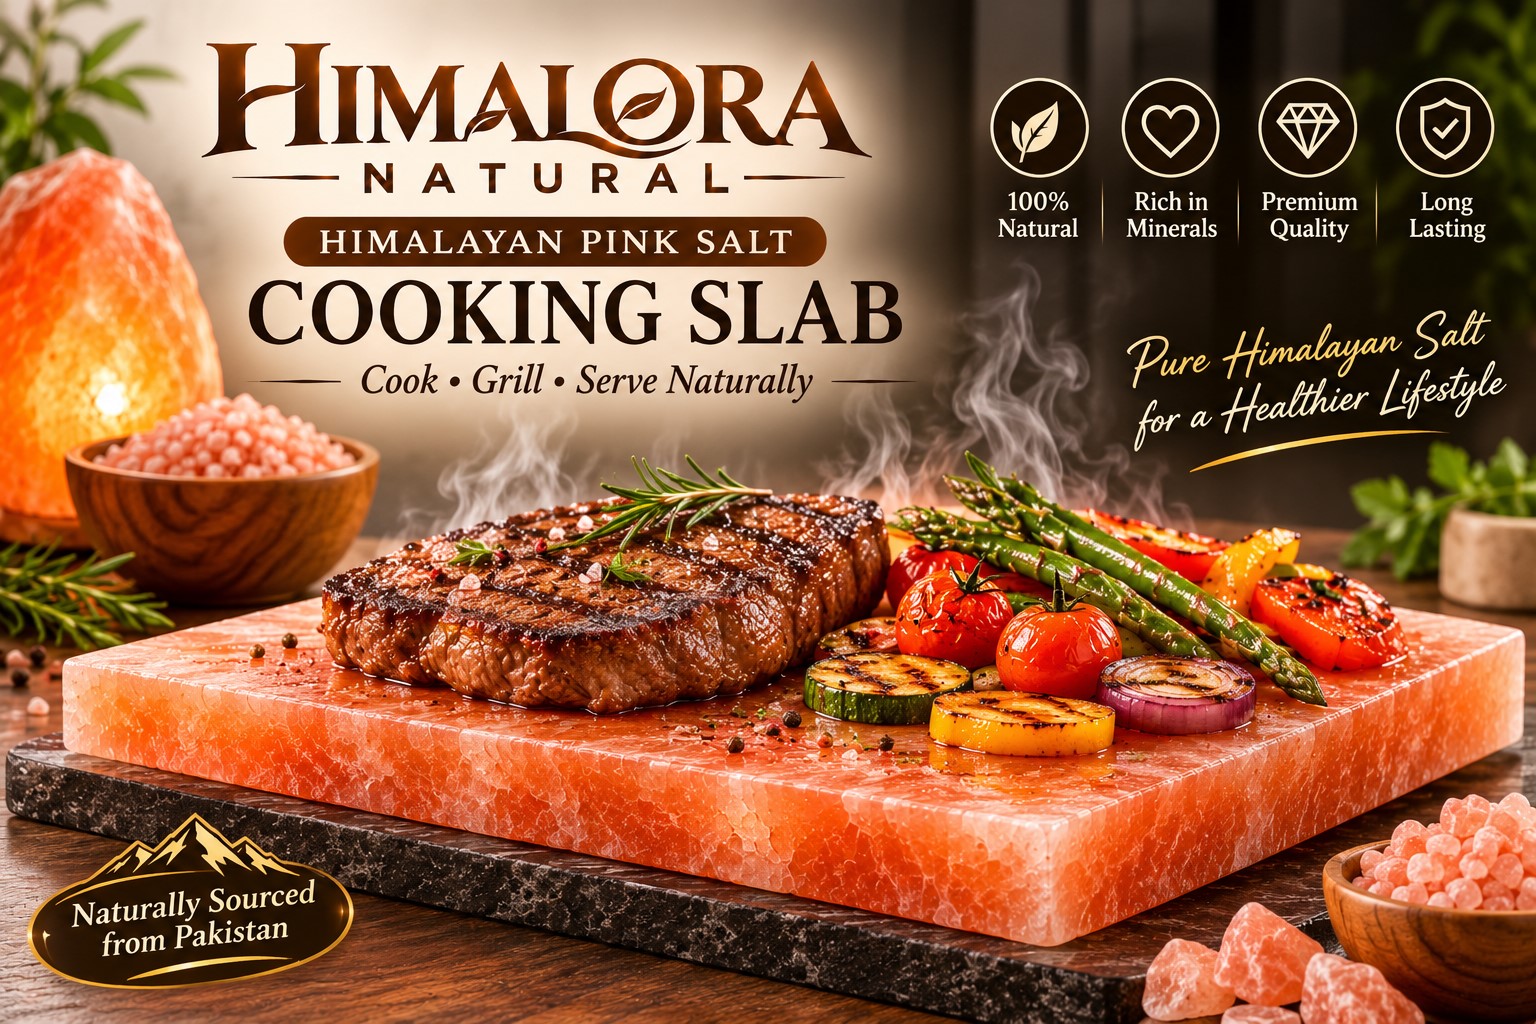 HIMALORA
NATURAL
HIMALAYAN PINK SALT
COOKING SLAB
Cook • Grill • Serve Naturally
100%
Natural
Rich in
Minerals
Premium
Quality
Long
Lasting
Pure Himalayan Salt
for a Healthier Lifestyle
Naturally Sourced
from Pakistan